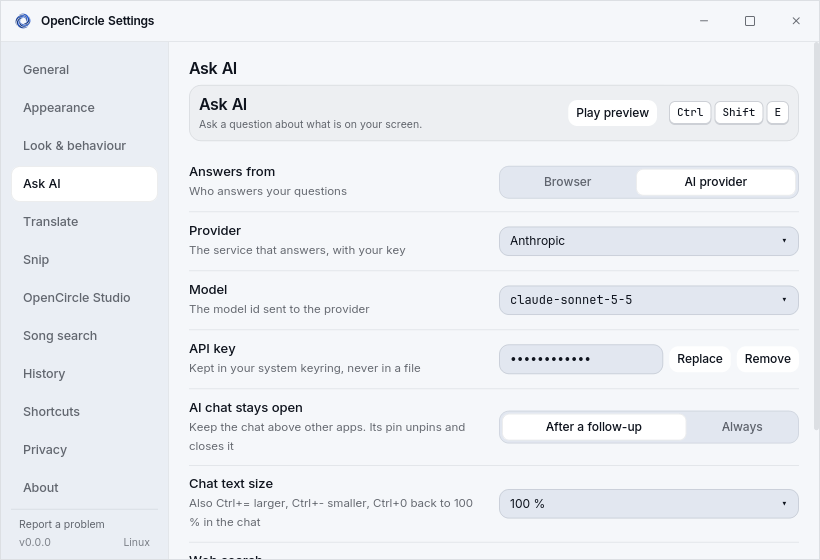 OpenCircle Settings
General
Appearance
Look & behaviour
Ask AI
Translate
Snip
OpenCircle Studio
Song search
History
Shortcuts
Privacy
About
Report a problem
v0.0.0 Linux
Ask AI
Ask AI
Ask a question about what is on your screen.
Play preview Ctrl Shift E
Answers from
Who answers your questions
Browser AI provider
Provider
The service that answers, with your key
Anthropic
Model
The model id sent to the provider
claude-sonnet-5-5
API key
Kept in your system keyring, never in a file
••••••••••••
Replace Remove
AI chat stays open
Keep the chat above other apps. Its pin unpins and
closes it
After a follow-up Always
Chat text size
Also Ctrl+= larger, Ctrl+- smaller, Ctrl+0 back to 100
% in the chat
100 %